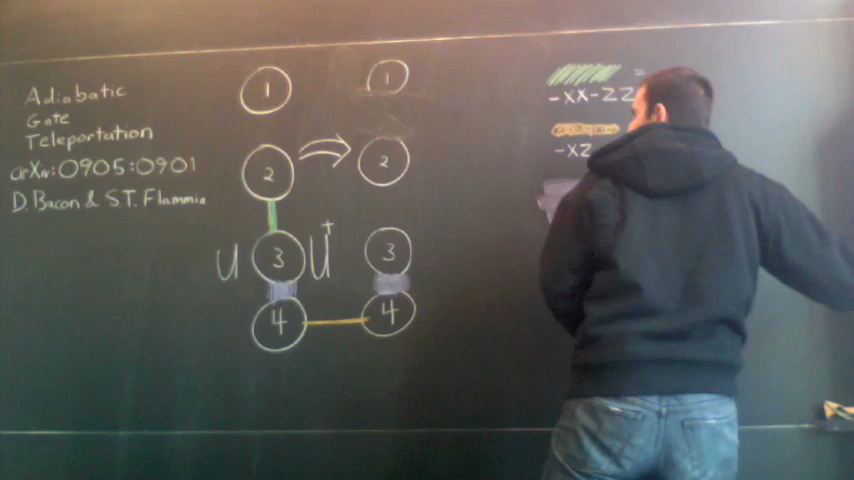 Adiabatic
Gate
Teleportation
arXiv:0905:0901
D. Bacon & S.T. Flammia
1
1
2
2
U 3 U†
3
4
4
=
-XX-ZZ
-XZ